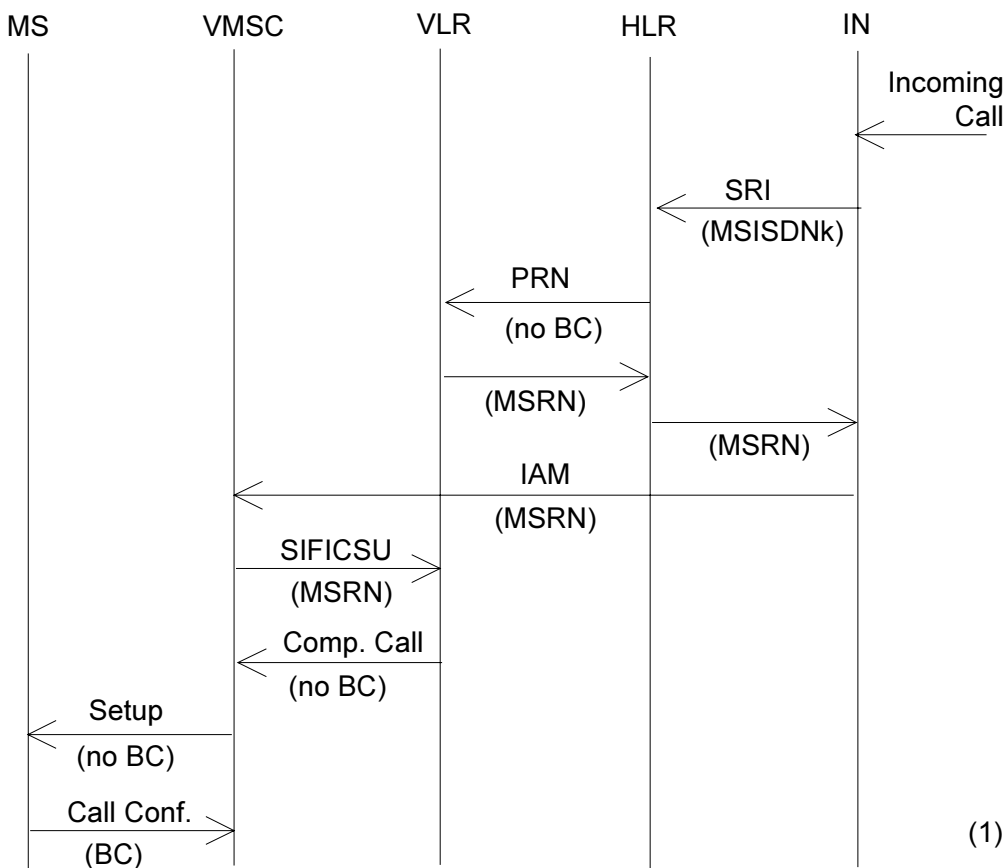 MS VMSC VLR HLR IN
Incoming
Call
SRI
(MSISDNk)
PRN
(no BC)
(MSRN)
(MSRN)
IAM
(MSRN)
SIFICSU
(MSRN)
Comp. Call
(no BC)
Setup
(no BC)
Call Conf.
(BC)
(1)